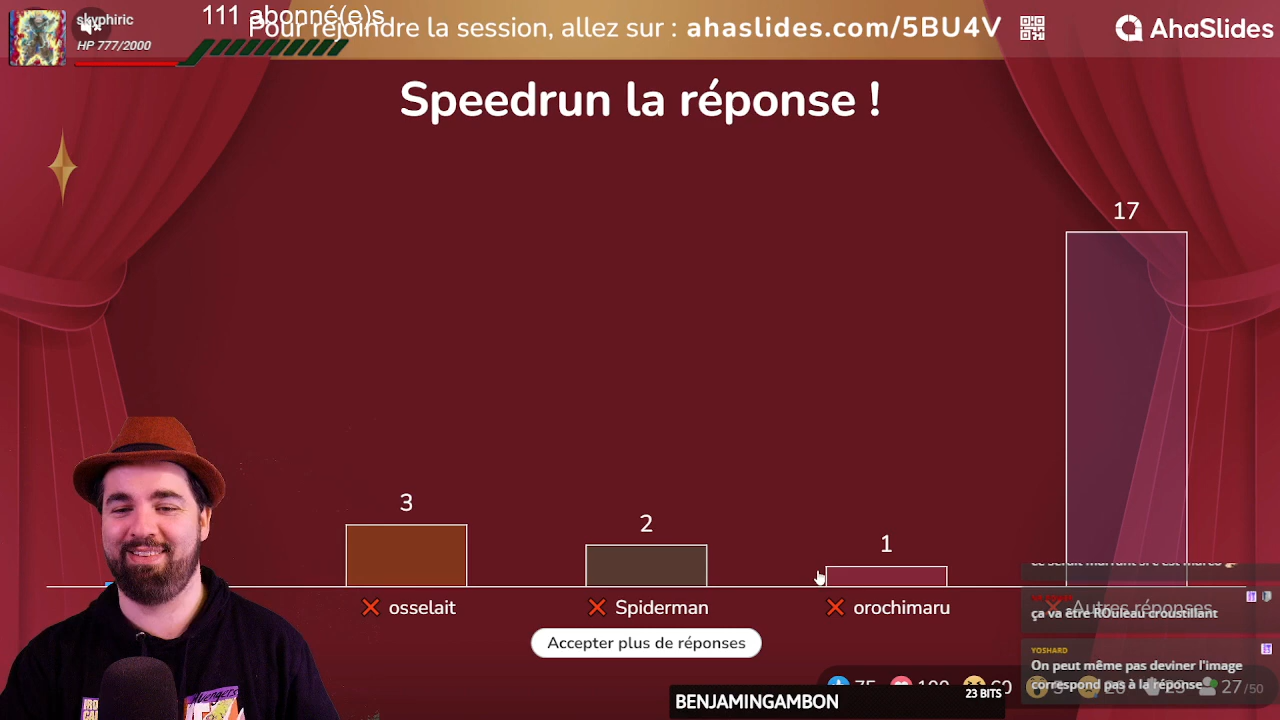 skyphiric
HP 777/2000
111 abonné(e)s
Pour rejoindre la session, allez sur : ahaslides.com/5BU4V
AhaSlides
Speedrun la réponse !
17
3
2
1
osselait
Spiderman
orochimaru
Autres réponses
Accepter plus de réponses
ça va être ROuleau croustillant
YOSHARD
On peut même pas deviner l'image
correspond pas à la réponse
27/50
BENJAMINGAMBON
23 BITS